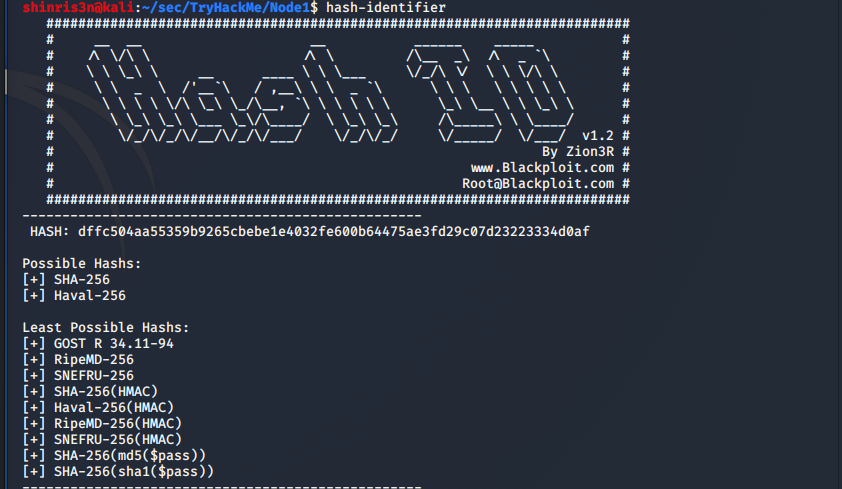 shinris3n@kali:~/sec/TryHackMe/Node1$ hash-identifier
#########################################################################
Hash ID
v1.2 #
By Zion3R #
www.Blackploit.com #
Root@Blackploit.com #
#########################################################################
--------------------------------------------------
HASH: dffc504aa55359b9265cbebe1e4032fe600b64475ae3fd29c07d23223334d0af
Possible Hashs:
[+] SHA-256
[+] Haval-256
Least Possible Hashs:
[+] GOST R 34.11-94
[+] RipeMD-256
[+] SNEFRU-256
[+] SHA-256(HMAC)
[+] Haval-256(HMAC)
[+] RipeMD-256(HMAC)
[+] SNEFRU-256(HMAC)
[+] SHA-256(md5($pass))
[+] SHA-256(sha1($pass))
--------------------------------------------------